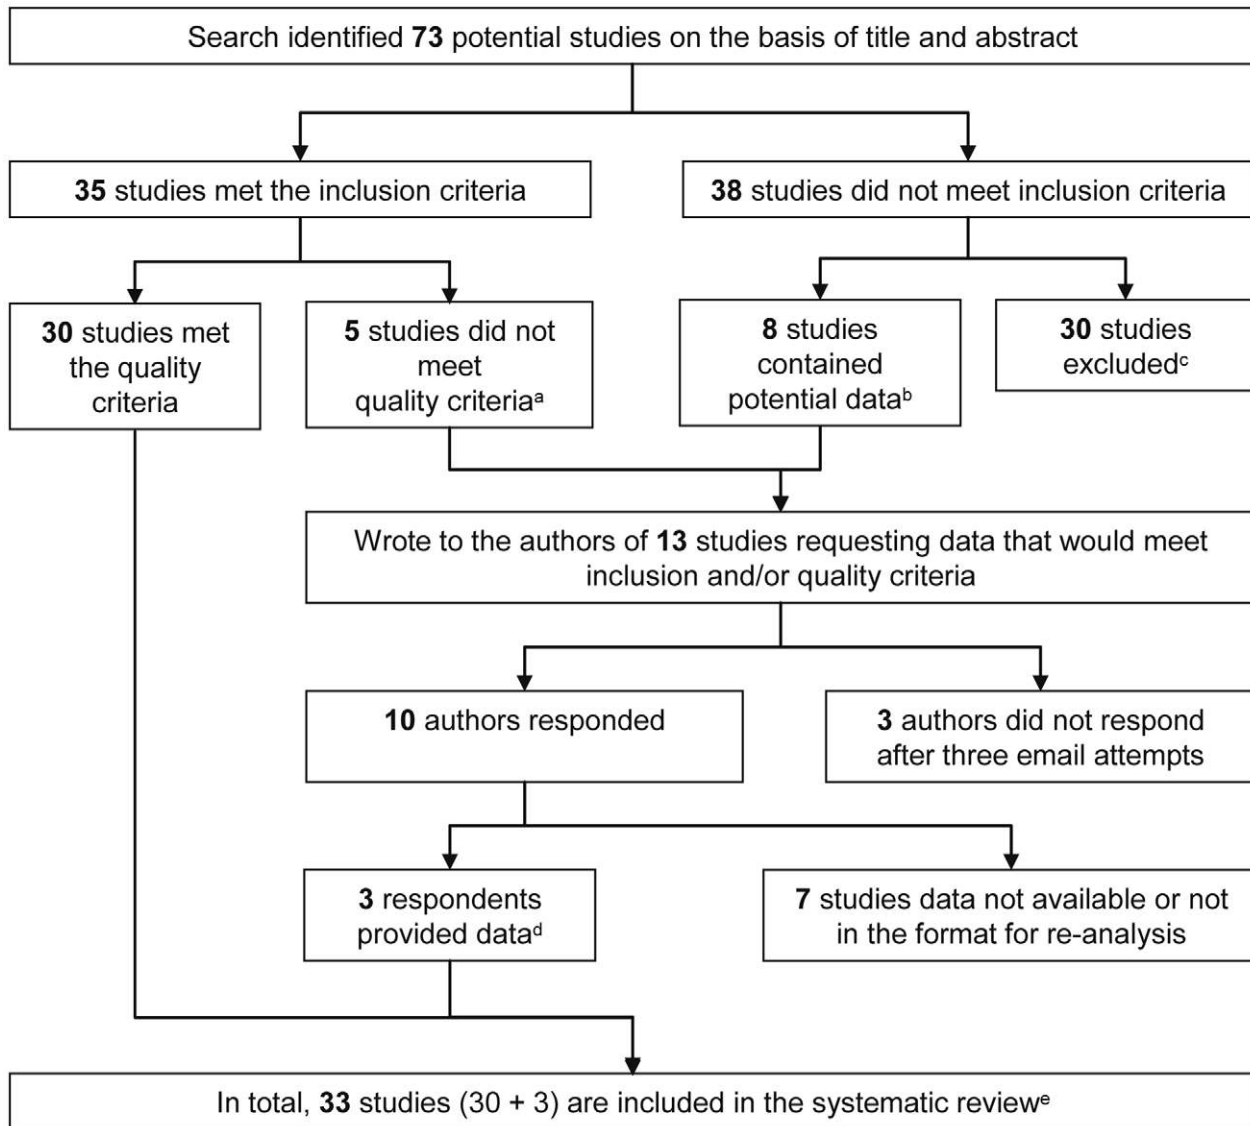 Search identified 73 potential studies on the basis of title and abstract
35 studies met the inclusion criteria
38 studies did not meet inclusion criteria
30 studies met
the quality
criteria
5 studies did not
meet
quality criteriaᵃ
8 studies
contained
potential dataᵇ
30 studies
excludedᶜ
Wrote to the authors of 13 studies requesting data that would meet
inclusion and/or quality criteria
10 authors responded
3 authors did not respond
after three email attempts
3 respondents
provided dataᵈ
7 studies data not available or not
in the format for re-analysis
In total, 33 studies (30 + 3) are included in the systematic reviewᵉ